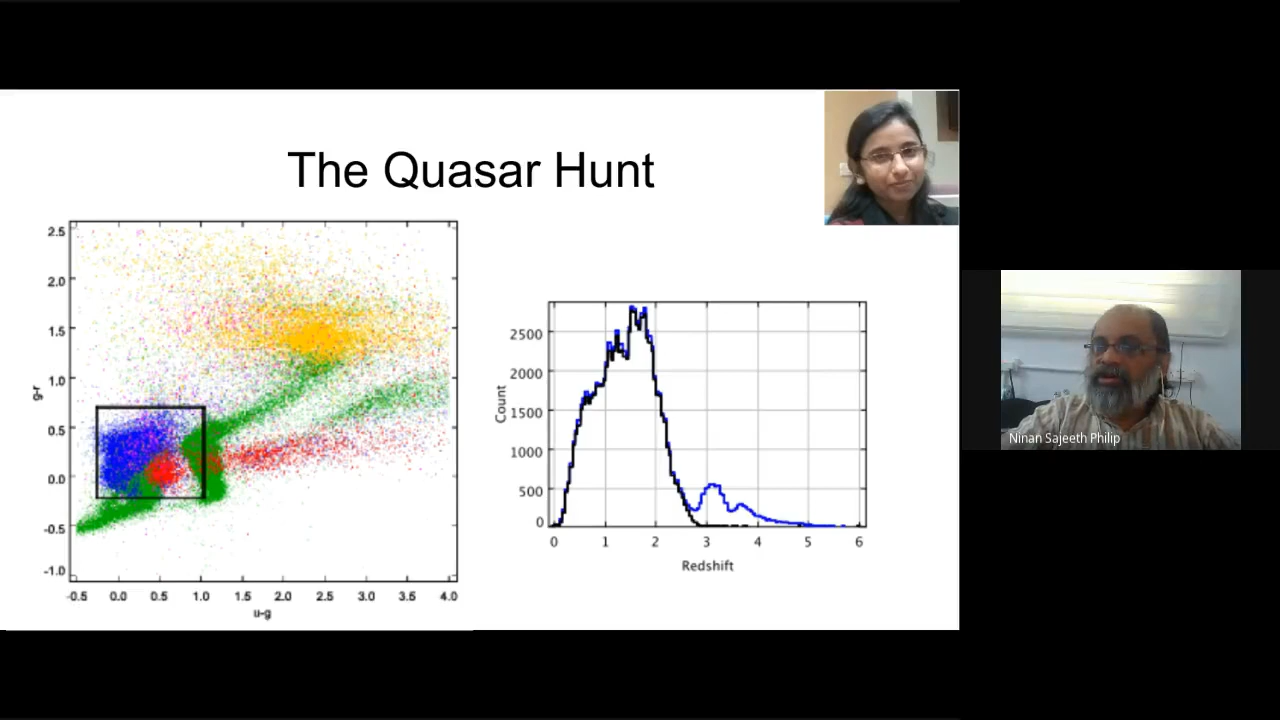 The Quasar Hunt
2.5
2.0
1.5
1.0
0.5
0.0
-0.5
-1.0
g-r
-0.5 0.0 0.5 1.0 1.5 2.0 2.5 3.0 3.5 4.0
u-g
2500
2000
1500
1000
500
0
Count
0 1 2 3 4 5 6
Redshift
Ninan Sajeeth Philip